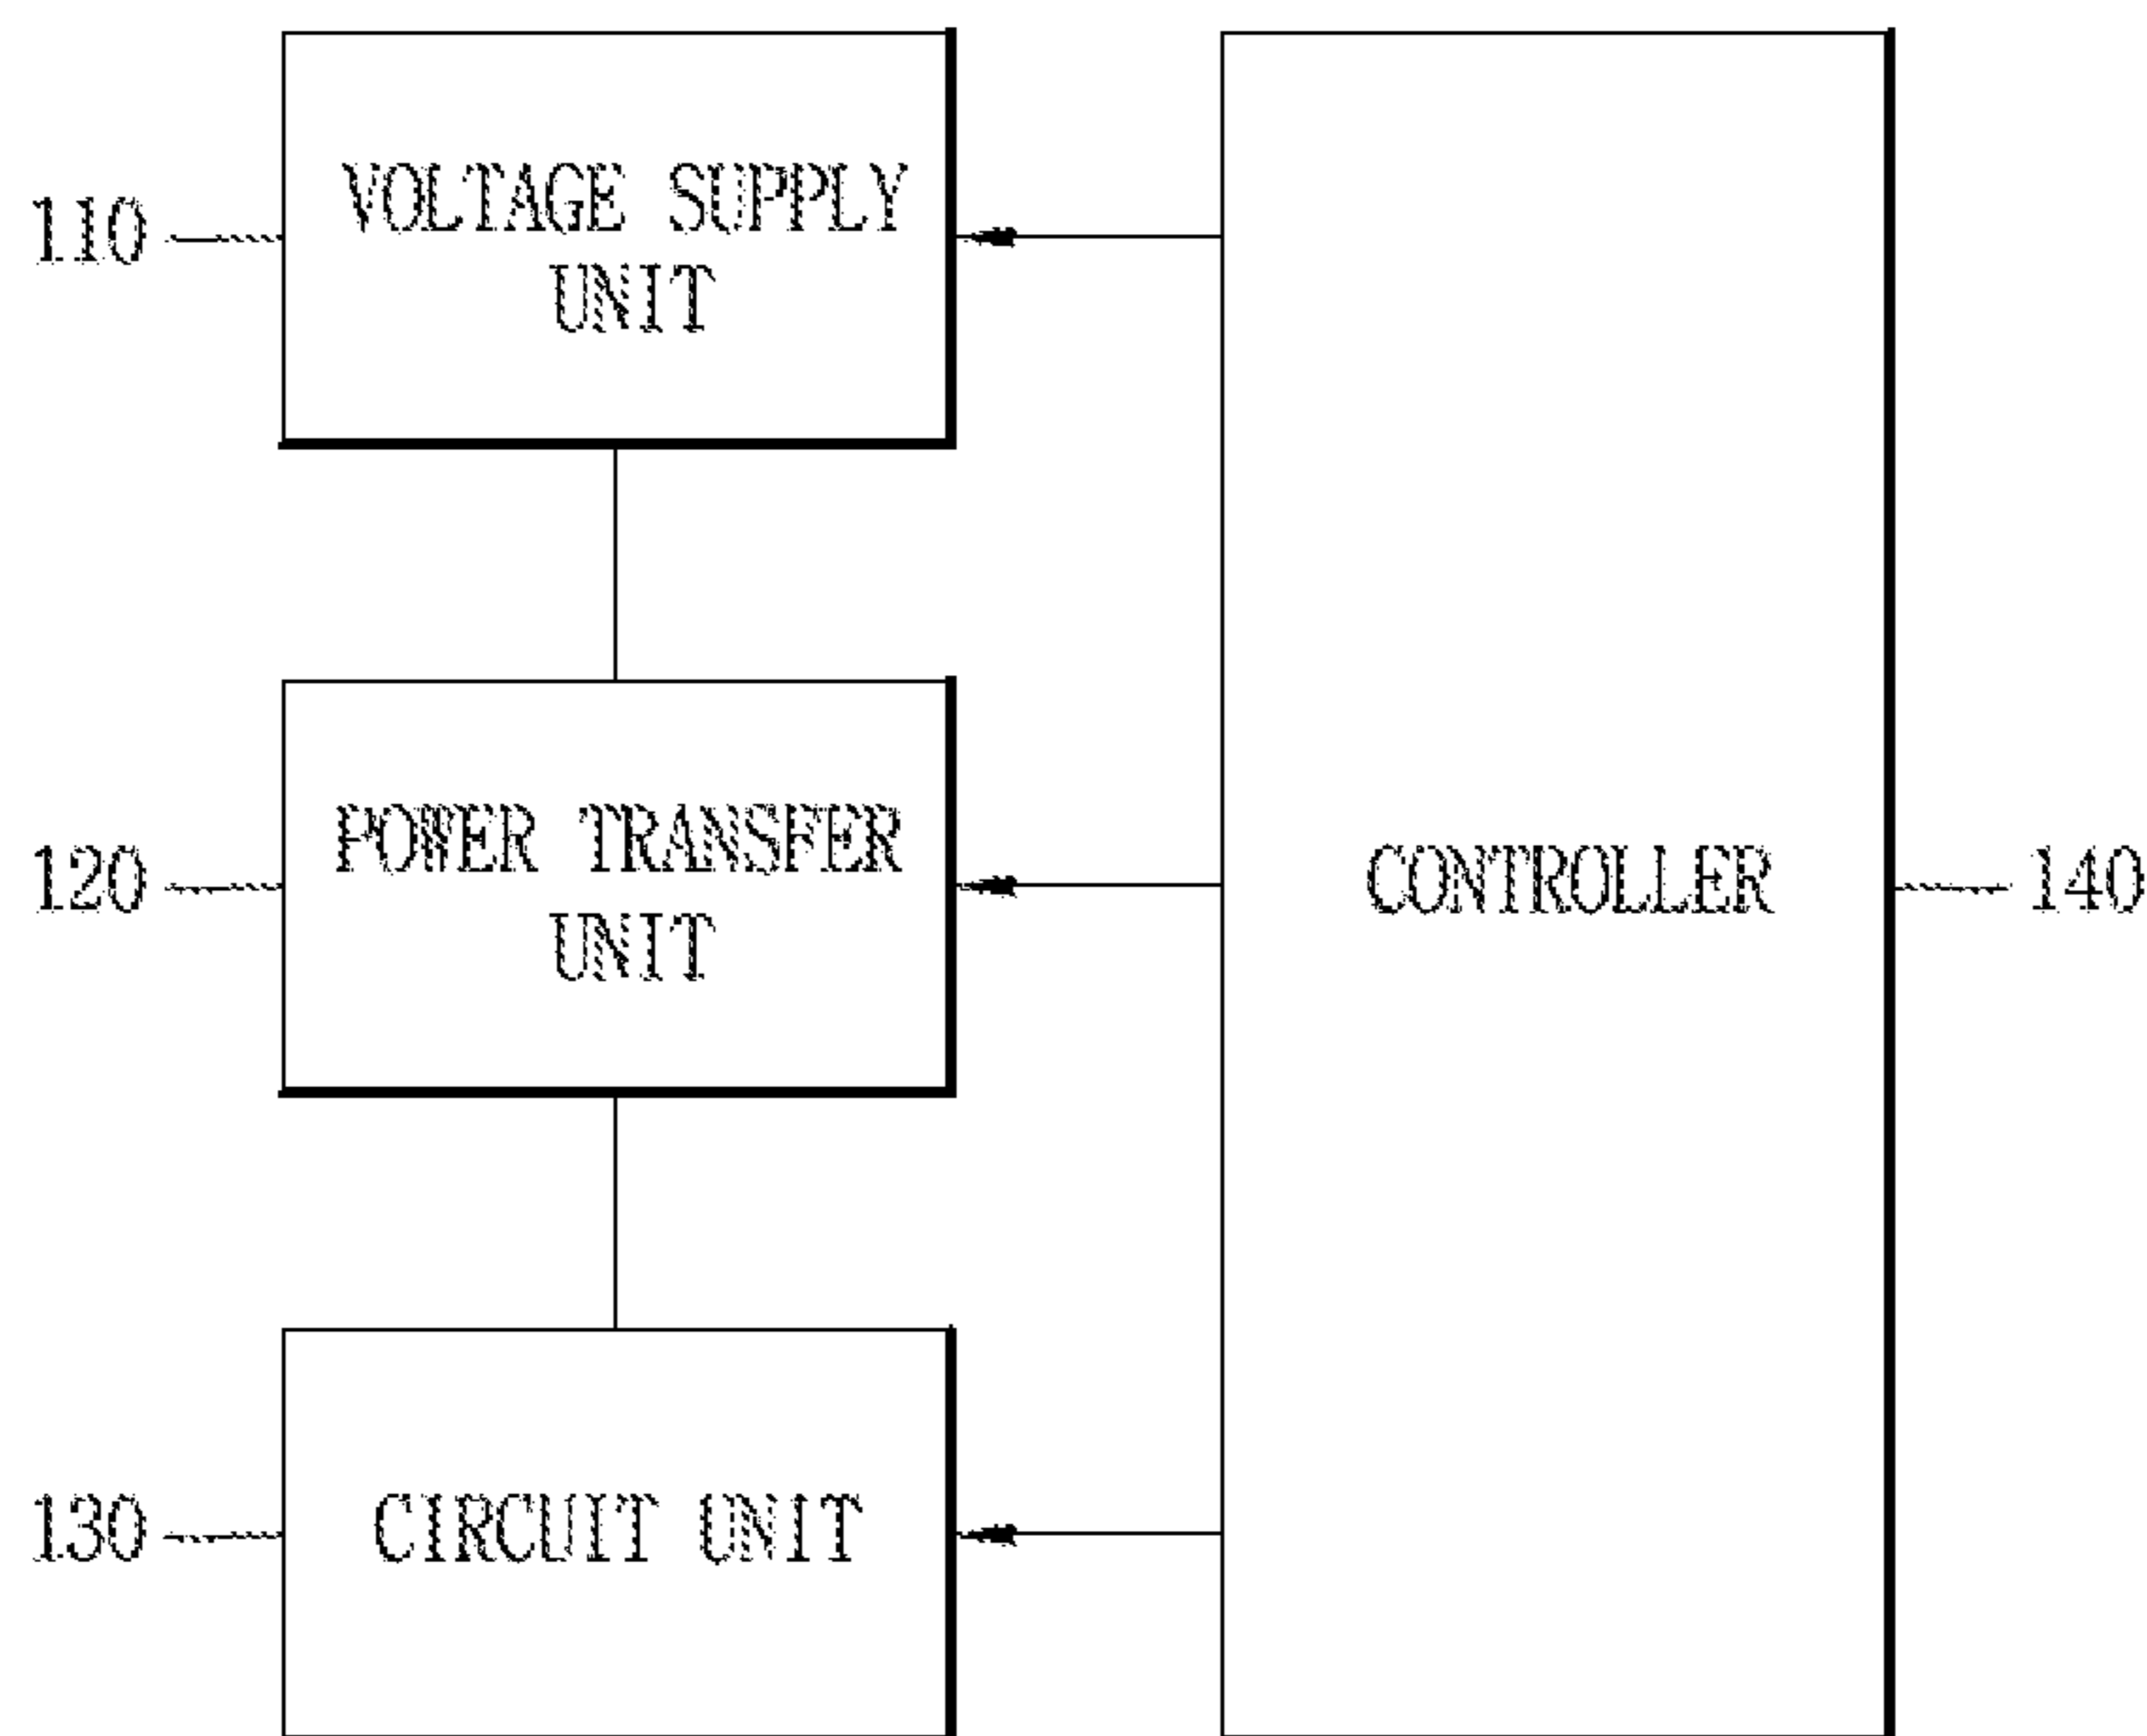 110
VOLTAGE SUPPLY
UNIT
120
POWER TRANSFER
UNIT
CONTROLLER
140
130
CIRCUIT UNIT